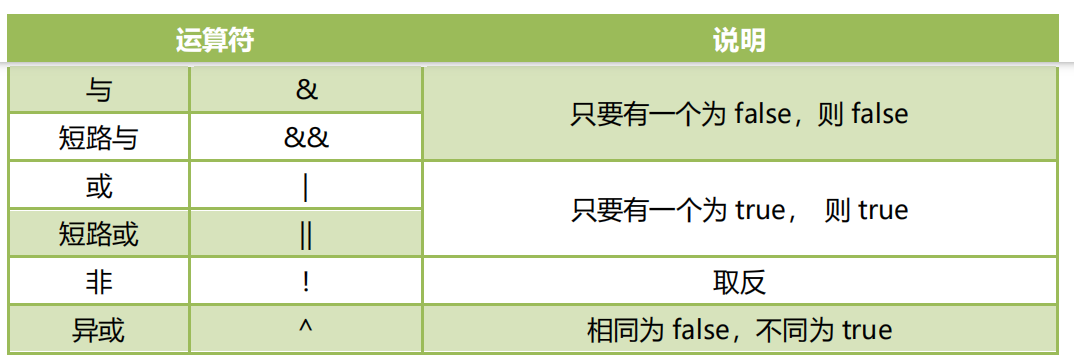 运算符 说明
与 & 只要有一个为 false，则 false
短路与 &&
或 | 只要有一个为 true， 则 true
短路或 ||
非 ! 取反
异或 ^ 相同为 false，不同为 true